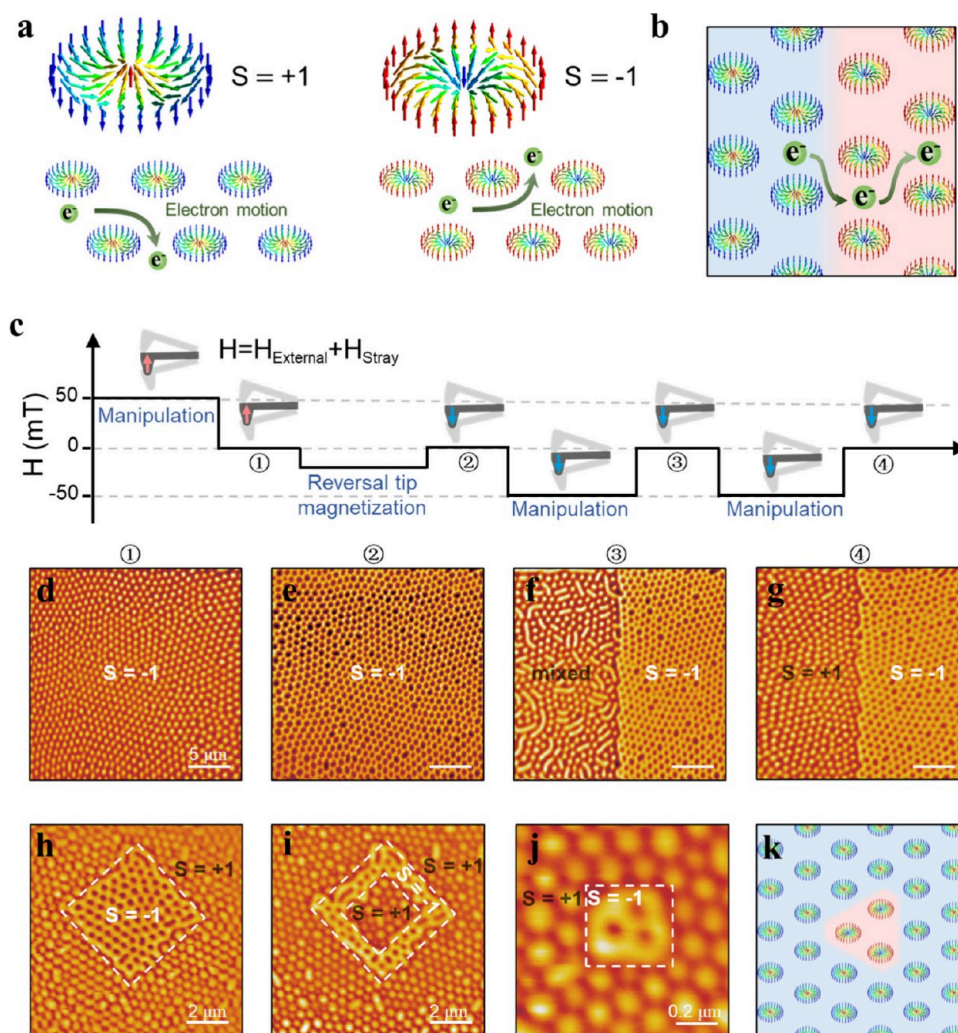 a
S = +1
S = -1
b
e⁻
Electron motion
e⁻
e⁻
e⁻
Electron motion
e⁻
e⁻
e⁻
c
H=H_External+H_Stray
H (mT)
50
0
-50
Manipulation
①
Reversal tip
magnetization
②
Manipulation
③
Manipulation
④
①
②
③
④
d
S = -1
5 μm
e
S = -1
f
mixed
S = -1
g
S = +1
S = -1
h
S = +1
S = -1
2 μm
i
S = +1
S = -1
S = +1
2 μm
j
S = +1
S = -1
0.2 μm
k